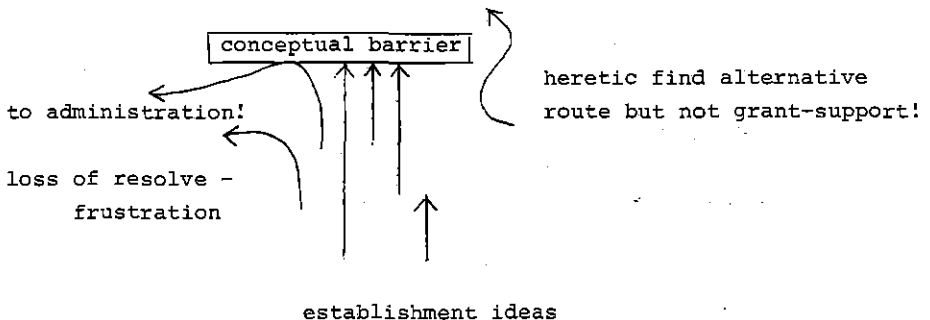 conceptual barrier
heretic find alternative
route but not grant-support!
to administration!
loss of resolve -
frustration
establishment ideas